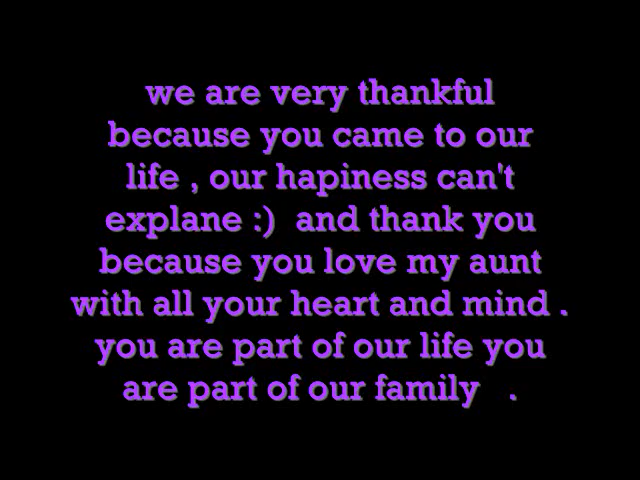 we are very thankful
because you came to our
life , our hapiness can't
explane :)  and thank you
because you love my aunt
with all your heart and mind .
you are part of our life you
are part of our family   .